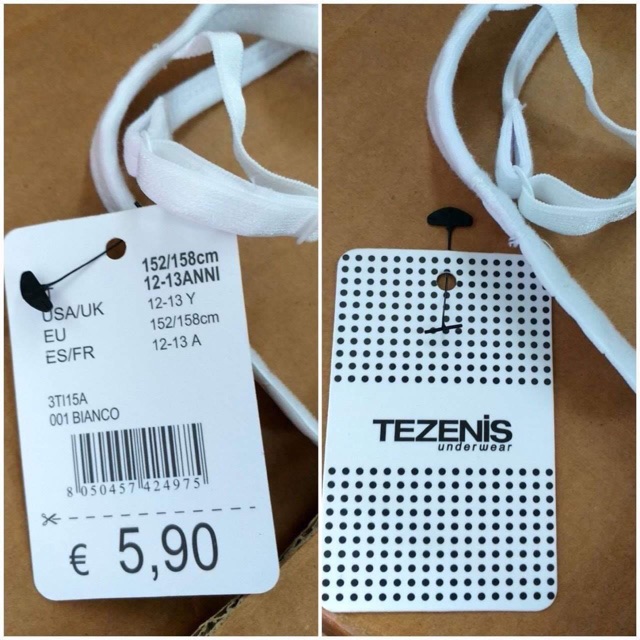 152/158cm
12-13ANNI
USA/UK 12-13 Y
EU 152/158cm
ES/FR 12-13 A
3TI15A
001 BIANCO
8 050457 424975
€ 5,90
TEZENIS
underwear